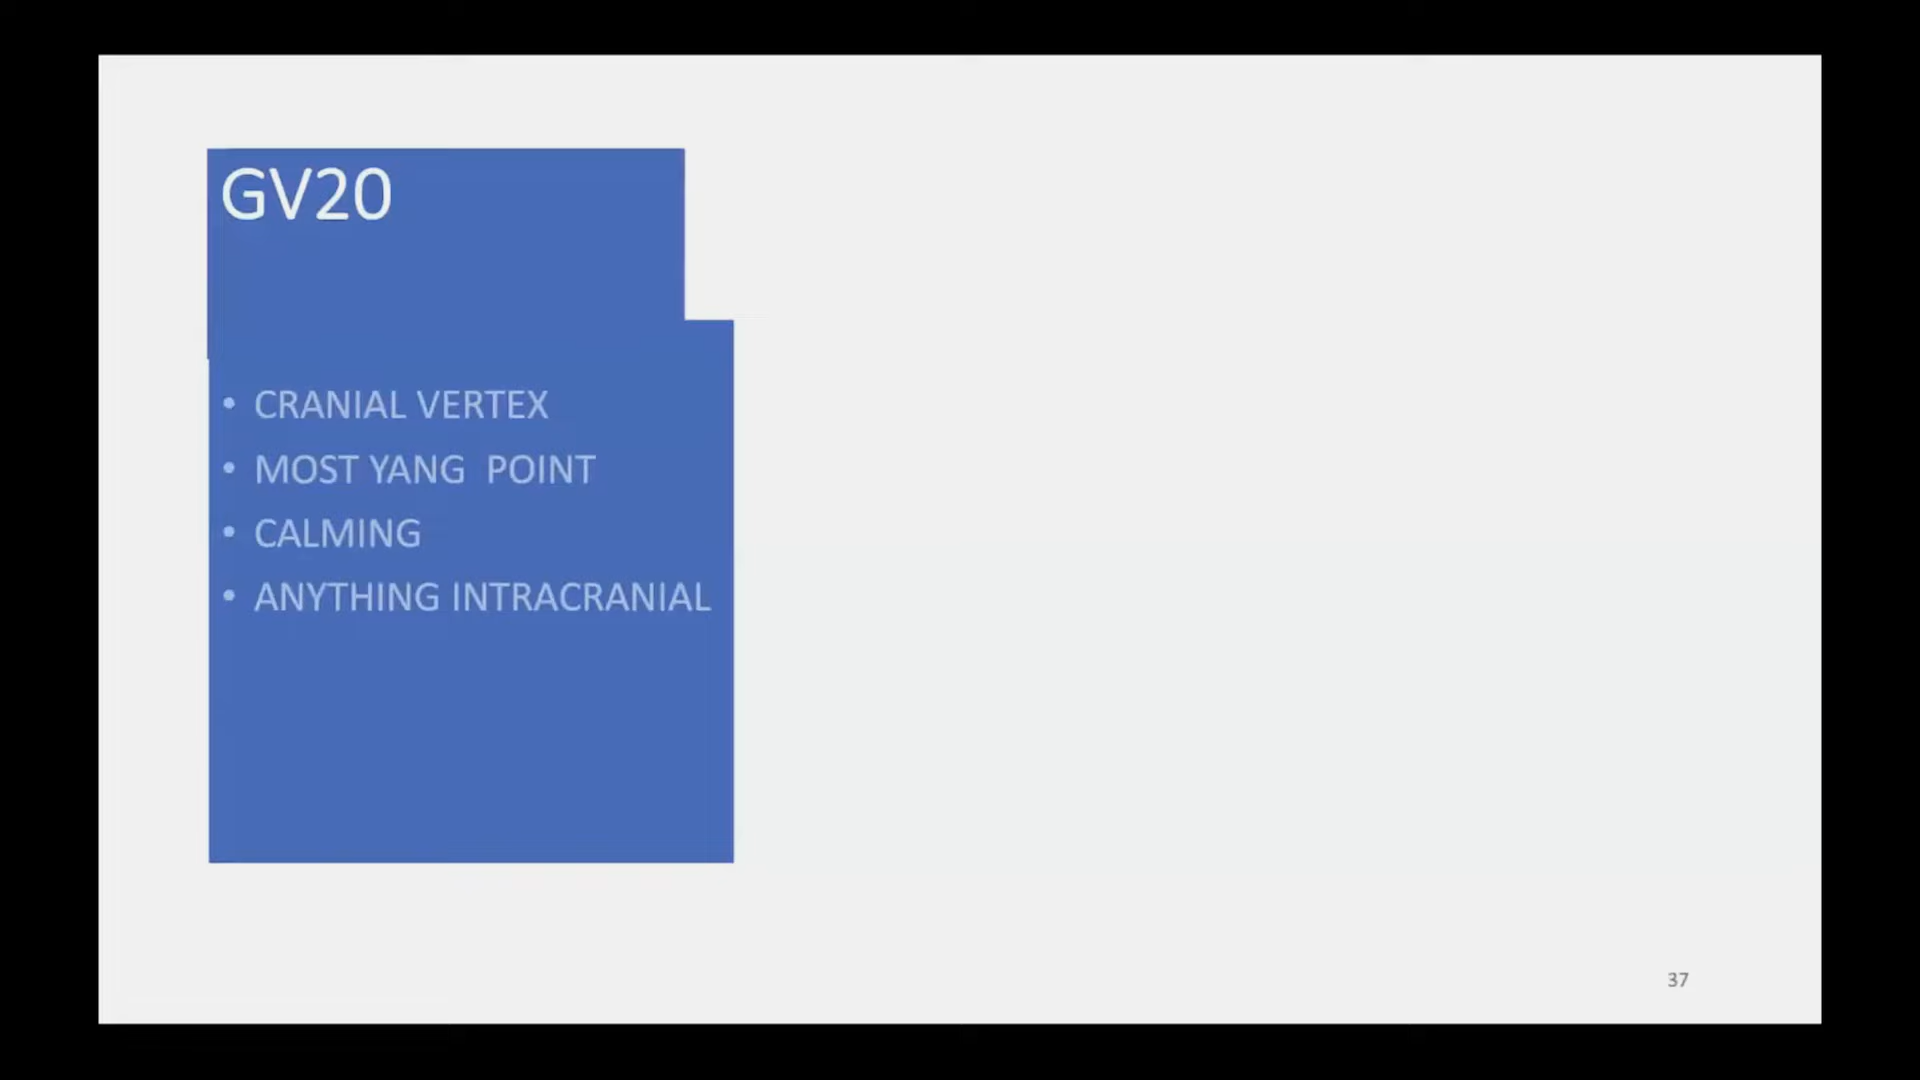 GV20
• CRANIAL VERTEX
• MOST YANG  POINT
• CALMING
• ANYTHING INTRACRANIAL
37